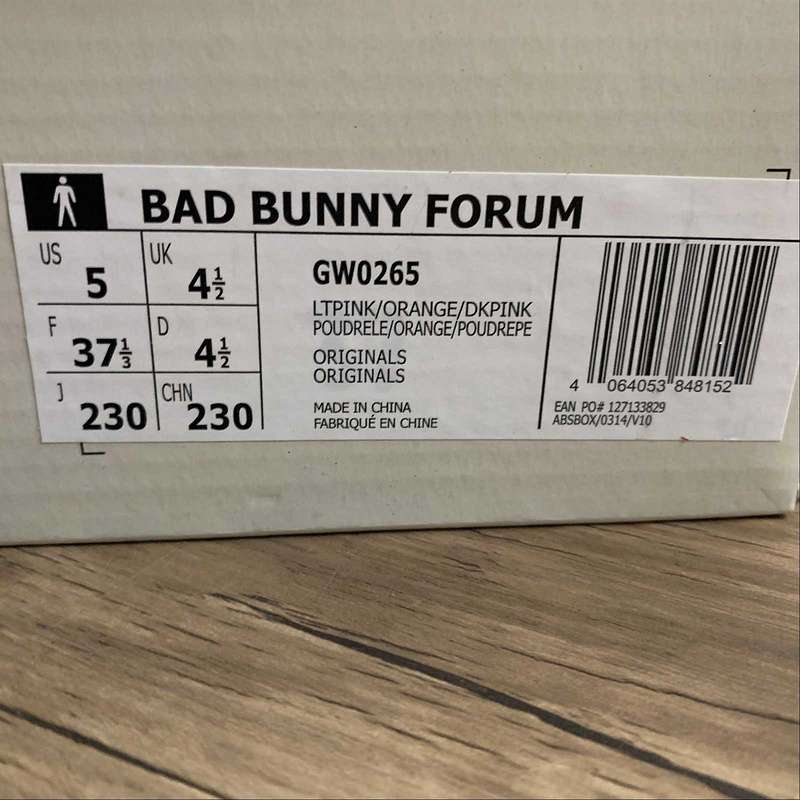 BAD BUNNY FORUM
US 5 UK 4½
F 37⅓ D 4½
J 230 CHN 230
GW0265
LTPINK/ORANGE/DKPINK
POUDRELE/ORANGE/POUDREPE
ORIGINALS
ORIGINALS
MADE IN CHINA
FABRIQUÉ EN CHINE
4 064053 848152
EAN PO# 127133829
ABSBOX/0314/V10